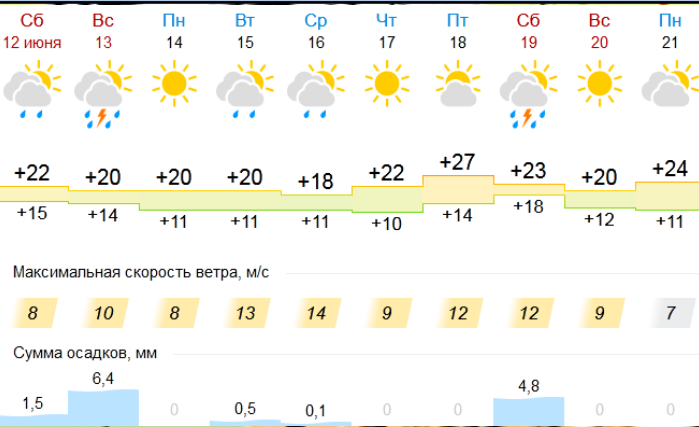 Сб Вс Пн Вт Ср Чт Пт Сб Вс Пн
12 июня 13 14 15 16 17 18 19 20 21
+22 +20 +20 +20 +18 +22 +27 +23 +20 +24
+15 +14 +11 +11 +11 +10 +14 +18 +12 +11
Максимальная скорость ветра, м/с
8 10 8 13 14 9 12 12 9 7
Сумма осадков, мм
1,5 6,4 0 0,5 0,1 0 0 4,8 0 0